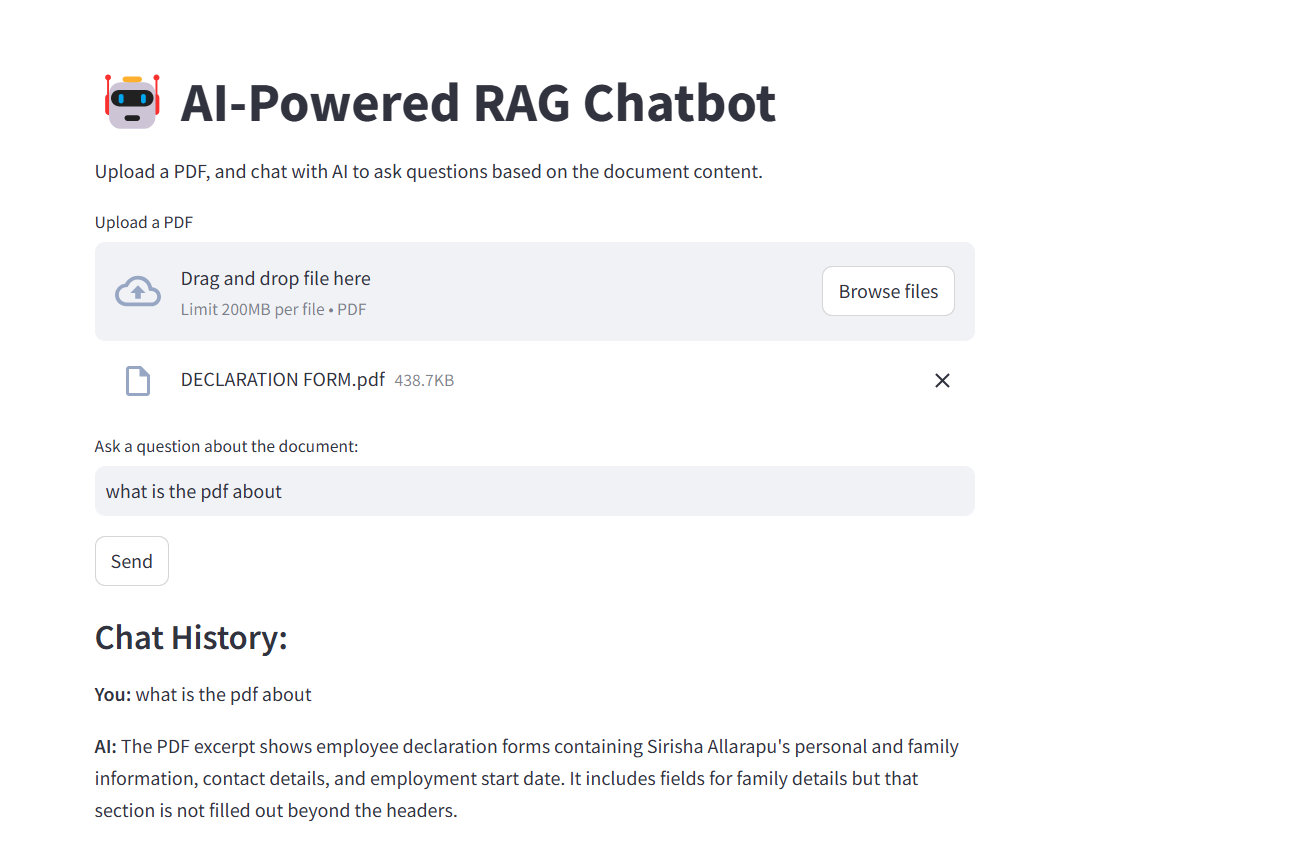 AI-Powered RAG Chatbot
Upload a PDF, and chat with AI to ask questions based on the document content.
Upload a PDF
Drag and drop file here
Limit 200MB per file • PDF
Browse files
DECLARATION FORM.pdf 438.7KB
Ask a question about the document:
what is the pdf about
Send
Chat History:
You: what is the pdf about
AI: The PDF excerpt shows employee declaration forms containing Sirisha Allarapu's personal and family
information, contact details, and employment start date. It includes fields for family details but that
section is not filled out beyond the headers.